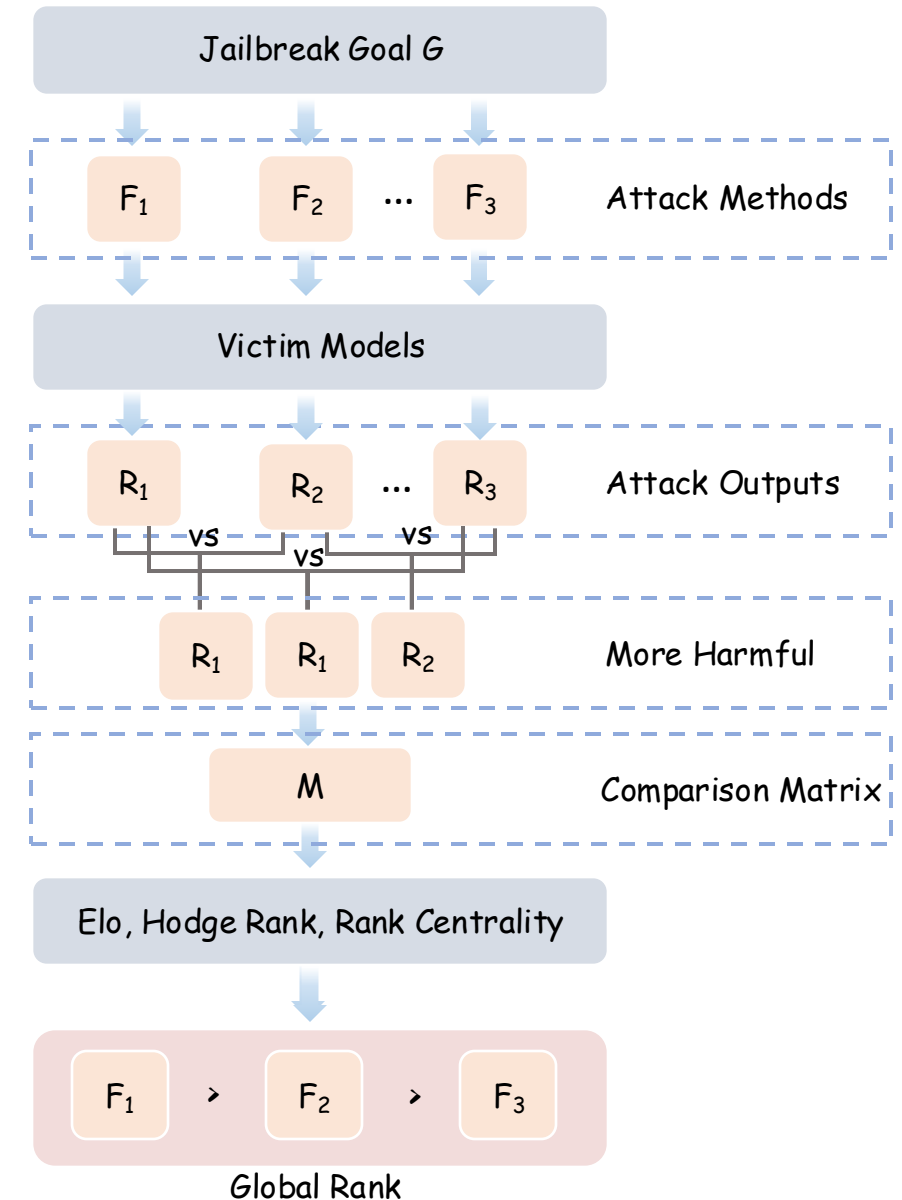 Jailbreak Goal G
F₁ F₂ ... F₃ Attack Methods
Victim Models
R₁ R₂ ... R₃ Attack Outputs
vs vs
vs
R₁ R₁ R₂ More Harmful
M Comparison Matrix
Elo, Hodge Rank, Rank Centrality
F₁ > F₂ > F₃
Global Rank